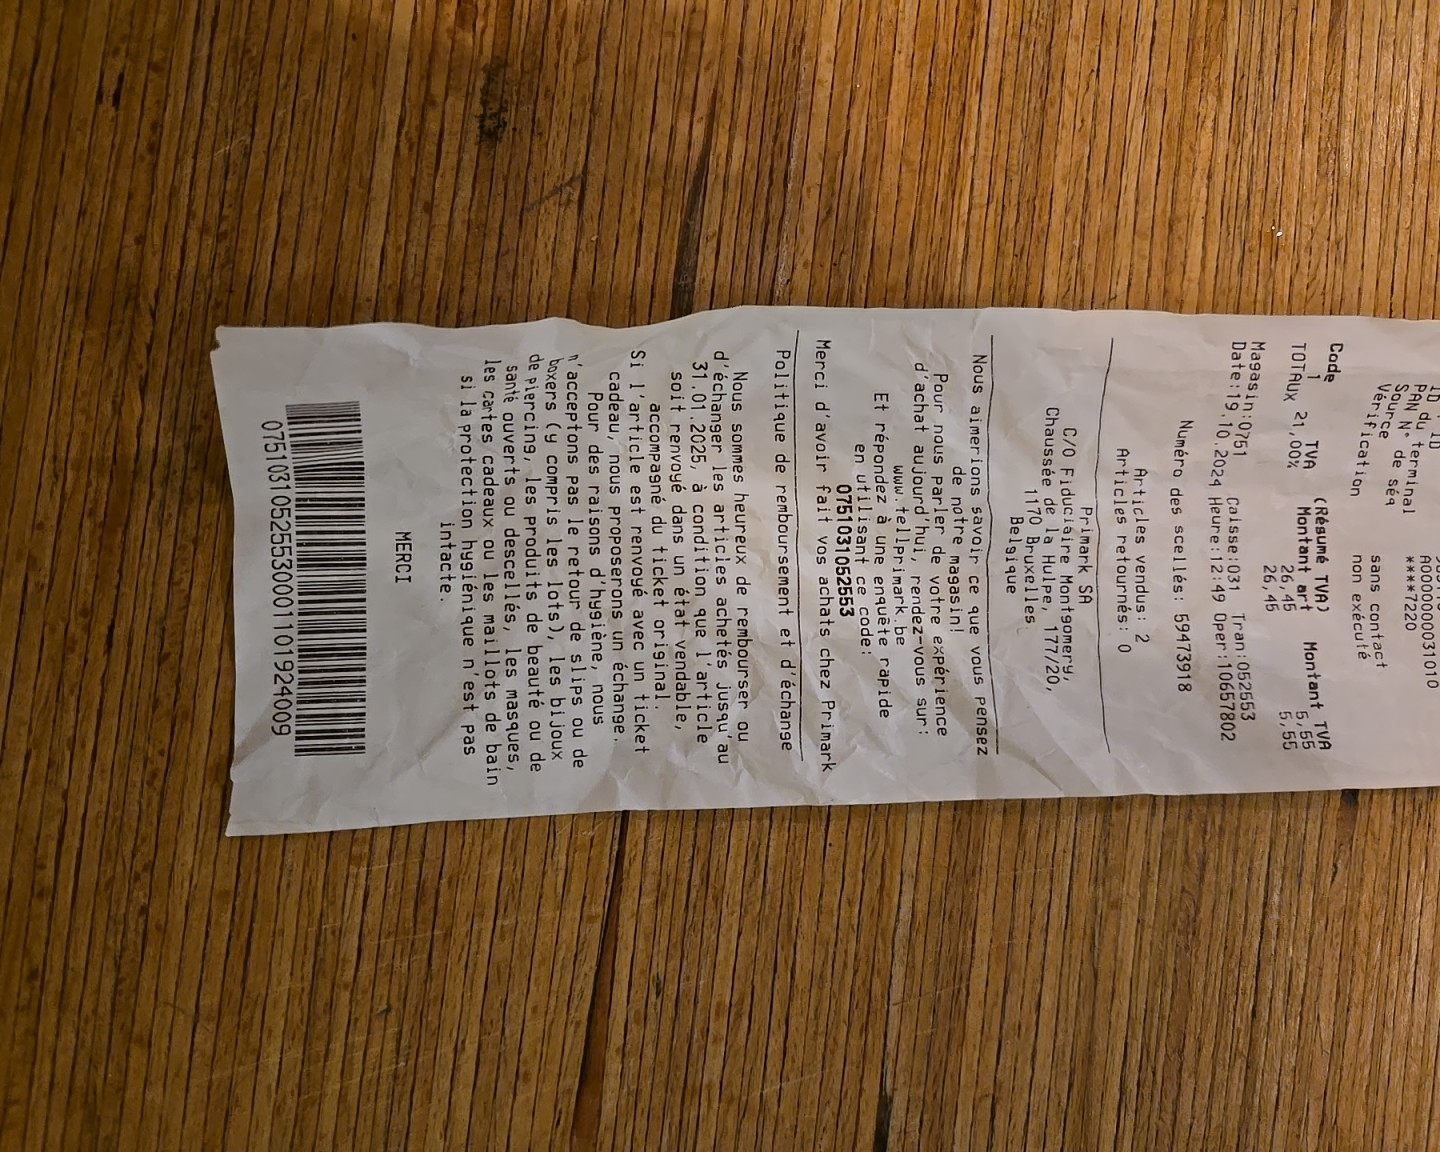 PAN du terminal A0000000031010
PAN N° ****7220
Source de séq sans contact
Vérification non exécuté
(Résumé TVA)
Code TVA Montant art Montant TVA
1 21,00% 26,45 5,55
TOTAUX 26,45 5,55
Magasin:0751 Caisse:031 Tran:052553
Date:19.10.2024 Heure:12:49 Oper:10657802
Numéro des scellés: 59473918
Articles vendus: 2
Articles retournés: 0
Primark SA
C/O Fiduciaire Montgomery,
Chaussée de la Hulpe, 177/20,
1170 Bruxelles
Belgique
Nous aimerions savoir ce que vous pensez
de notre magasin!
Pour nous parler de votre expérience
d'achat aujourd'hui, rendez-vous sur:
www.tellprimark.be
Et répondez à une enquête rapide
en utilisant ce code:
0751031052553
Merci d'avoir fait vos achats chez Primark
Politique de remboursement et d'échange
Nous sommes heureux de rembourser ou
d'échanger les articles achetés jusqu'au
31.01.2025, à condition que l'article
soit renvoyé dans un état vendable,
accompagné du ticket original.
Si l'article est renvoyé avec un ticket
cadeau, nous proposerons un échange.
Pour des raisons d'hygiène, nous
n'acceptons pas le retour de slips ou de
boxers (y compris les lots), les bijoux
de piercing, les produits de beauté ou de
santé ouverts ou descellés, les masques,
les cartes cadeaux ou les maillots de bain
si la protection hygiénique n'est pas
intacte.
MERCI
07510310525530001101924009